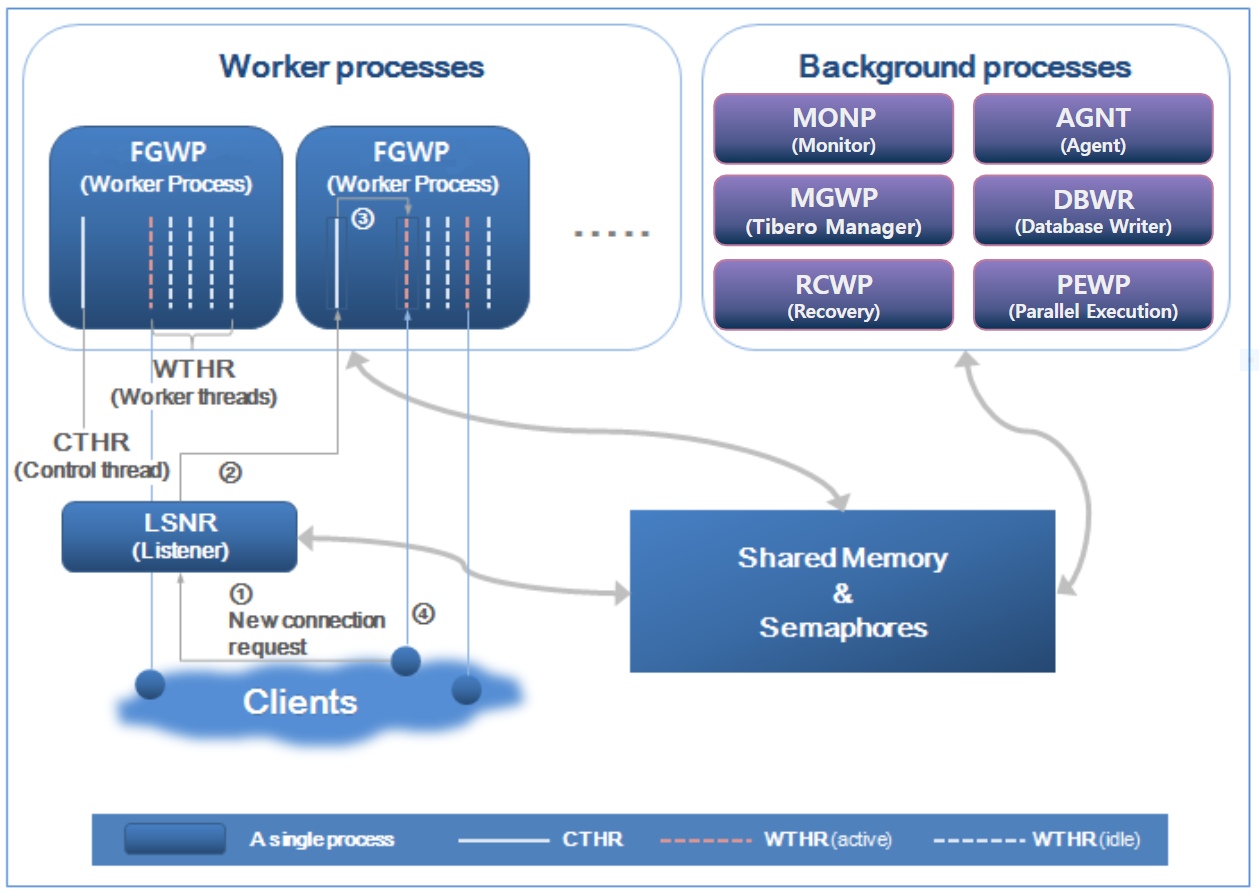 Worker processes
FGWP
(Worker Process)
FGWP
(Worker Process)
③
.....
WTHR
(Worker threads)
CTHR
(Control thread)
②
LSNR
(Listener)
①
New connection
request
④
Clients
Background processes
MONP
(Monitor)
AGNT
(Agent)
MGWP
(Tibero Manager)
DBWR
(Database Writer)
RCWP
(Recovery)
PEWP
(Parallel Execution)
Shared Memory
&
Semaphores
A single process
CTHR
WTHR (active)
WTHR (idle)